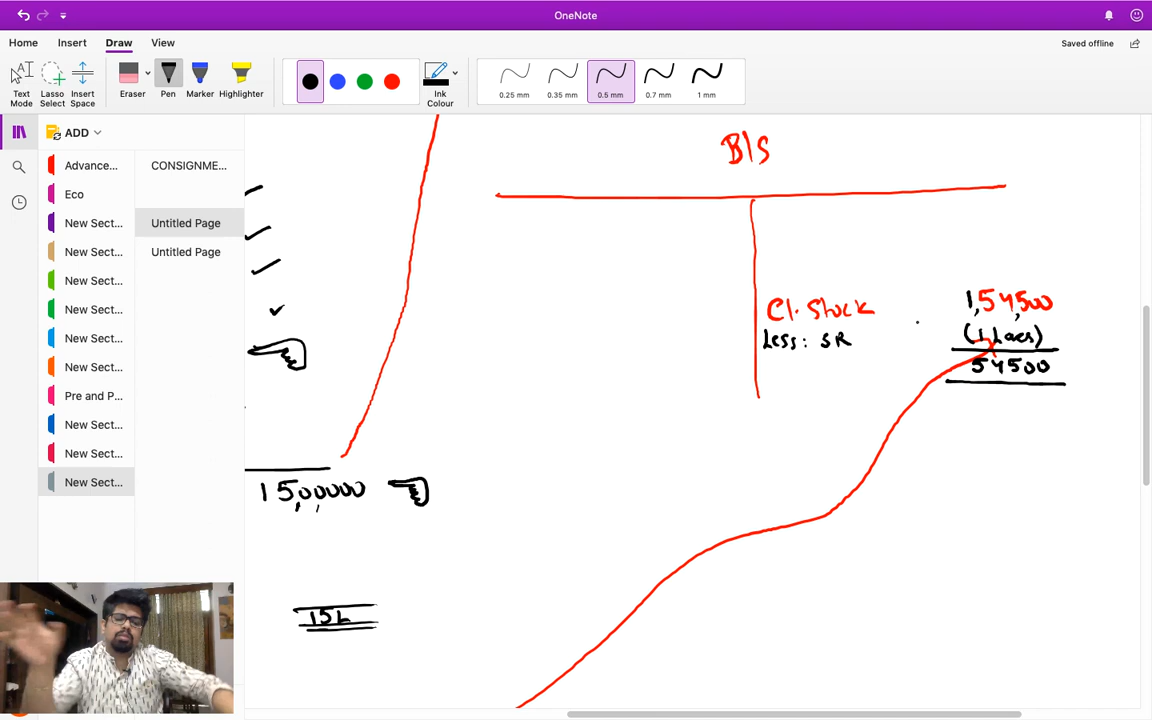 OneNote
Home Insert Draw View
Saved offline
Text Mode
Lasso Select
Insert Space
Eraser
Pen
Marker
Highlighter
Ink Colour
0.25 mm
0.35 mm
0.5 mm
0.7 mm
1 mm
ADD
Advance...
Eco
New Sect...
New Sect...
New Sect...
New Sect...
New Sect...
New Sect...
Pre and P...
New Sect...
New Sect...
New Sect...
CONSIGNME...
Untitled Page
Untitled Page
B/S
Cl. Stock 1,54,500
Less: SR (1 Lacs)
54500
15,00,000
15L